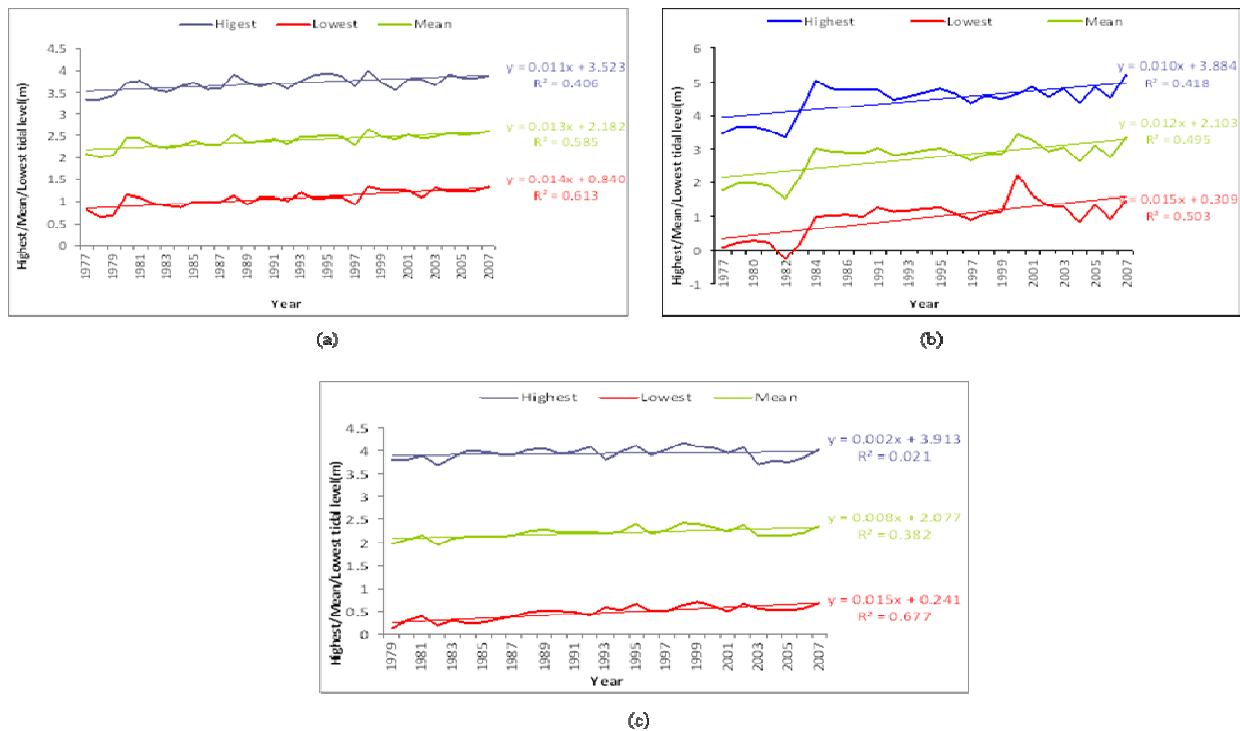 Higest Lowest Mean
Highest/Mean/Lowest tidal level(m)
4.5
4
3.5
3
2.5
2
1.5
1
0.5
0
y = 0.011x + 3.523
R² = 0.406
y = 0.013x + 2.182
R² = 0.585
y = 0.014x + 0.840
R² = 0.613
1977 1979 1981 1983 1985 1987 1989 1991 1993 1995 1997 1999 2001 2003 2005 2007
Year
(a)
Highest Lowest Mean
Highest/Mean/Lowest tidal level(m)
6
5
4
3
2
1
0
-1
y = 0.010x + 3.884
R² = 0.418
y = 0.012x + 2.103
R² = 0.495
y = 0.015x + 0.309
R² = 0.503
1977 1980 1982 1984 1986 1991 1993 1995 1997 1999 2001 2003 2005 2007
Year
(b)
Highest Lowest Mean
Highest/Mean/Lowest tidal level(m)
4.5
4
3.5
3
2.5
2
1.5
1
0.5
0
y = 0.002x + 3.913
R² = 0.021
y = 0.008x + 2.077
R² = 0.382
y = 0.015x + 0.241
R² = 0.677
1979 1981 1983 1985 1987 1989 1991 1993 1995 1997 1999 2001 2003 2005 2007
Year
(c)